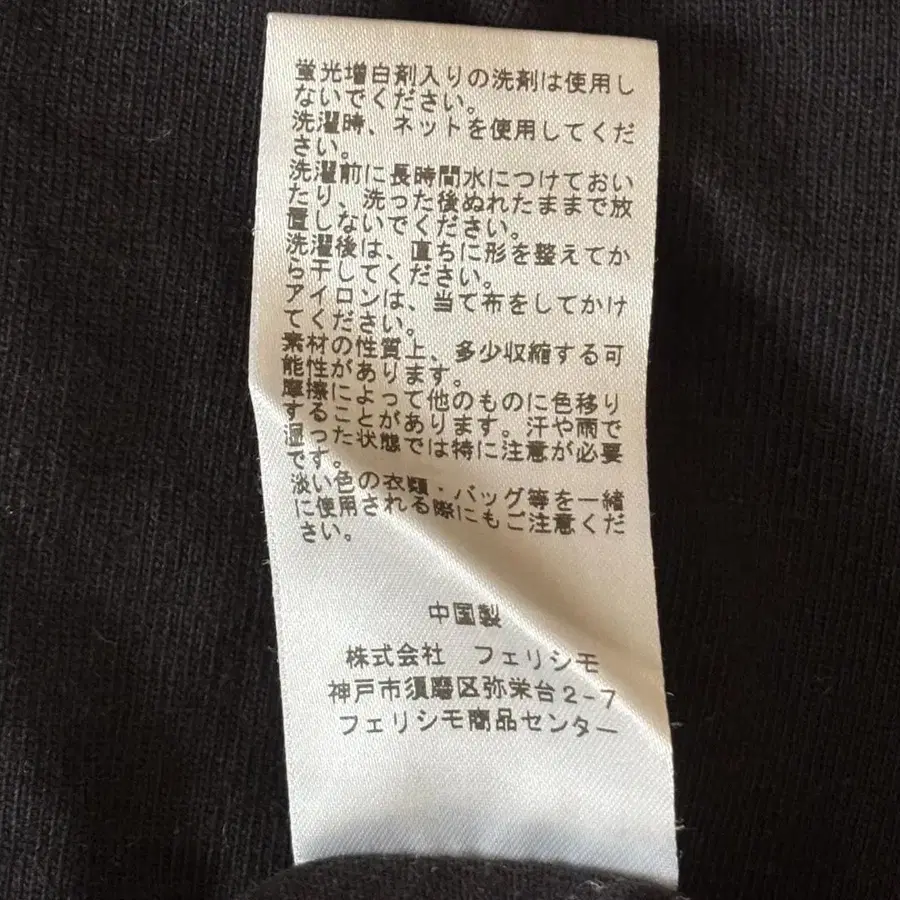 蛍光増白剤入りの洗剤は使用し
ないでください。
洗濯時、ネットを使用してくだ
さい。
洗濯前に長時間水につけておい
たり、洗った後ぬれたままで放
置しないでください。
洗濯後は、直ちに形を整えてか
ら干してください。
アイロンは、当て布をしてかけ
てください。
素材の性質上、多少収縮する可
能性があります。
摩擦によって他のものに色移り
することがあります。汗や雨で
湿った状態では特に注意が必要
です。
淡い色の衣類・バッグ等を一緒
に使用される際にもご注意くだ
さい。
中国製
株式会社 フェリシモ
神戸市須磨区弥栄台2-7
フェリシモ商品センター